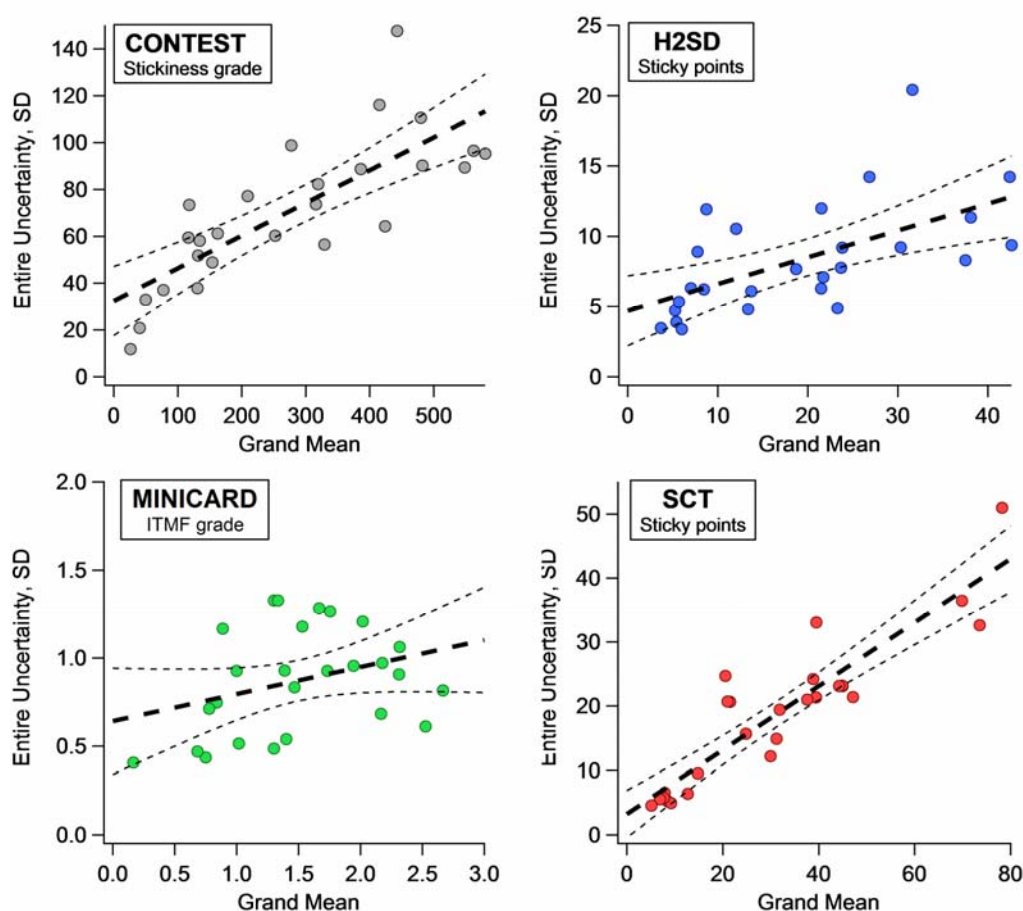 CONTEST
Stickiness grade
Entire Uncertainty, SD
140
120
100
80
60
40
20
0
0 100 200 300 400 500
Grand Mean
H2SD
Sticky points
Entire Uncertainty, SD
25
20
15
10
5
0
0 10 20 30 40
Grand Mean
MINICARD
ITMF grade
Entire Uncertainty, SD
2.0
1.5
1.0
0.5
0.0
0.0 0.5 1.0 1.5 2.0 2.5 3.0
Grand Mean
SCT
Sticky points
Entire Uncertainty, SD
50
40
30
20
10
0
0 20 40 60 80
Grand Mean